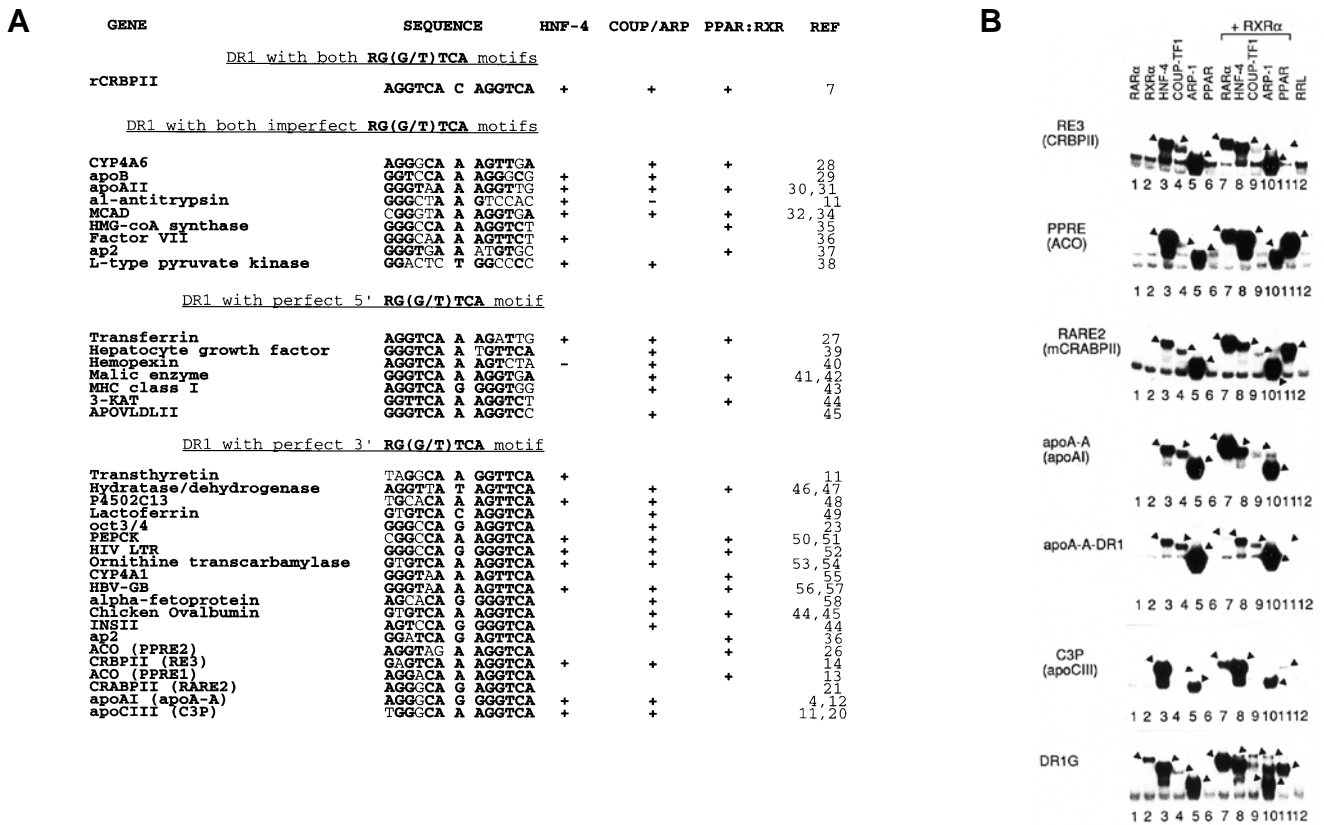 A
GENE SEQUENCE HNF-4 COUP/ARP PPAR:RXR REF
DR1 with both RG(G/T)TCA motifs
rCRBPII AGGTCA C AGGTCA + + + 7
DR1 with both imperfect RG(G/T)TCA motifs
CYP4A6 AGGGCA A AGTTGA + + 28
apoB GGTCCA A AGGGCG + + 29
apoAII GGGTAA A AGGTTG + + + 30,31
a1-antitrypsin GGGCTA A GTCCAC + - 11
MCAD CGGGTA A AGGTGA + + + 32,34
HMG-coA synthase GGGCCA A AGGTCT + 35
Factor VII GGGCAA A AGTTCT + 36
ap2 GGGTGA A ATGTGC + 37
L-type pyruvate kinase GGACTC T GGCCCC + + 38
DR1 with perfect 5' RG(G/T)TCA motif
Transferrin AGGTCA A AGATTG + + + 27
Hepatocyte growth factor GGGTCA A TGTTCA + 39
Hemopexin AGGTCA A AGTCTA - + 40
Malic enzyme GGGTCA A AGGTGA + + 41,42
MHC class I AGGTCA G GGGTGG + 43
3-KAT GGTTCA A AGGTCT + 44
APOVLDLII GGGTCA A AGGTCC + 45
DR1 with perfect 3' RG(G/T)TCA motif
Transthyretin TAGGCA A GGTTCA + 11
Hydratase/dehydrogenase AGGTTA T AGTTCA + + 46,47
P4502C13 TGCACA A AGTTCA + + 48
Lactoferrin GTGTCA C AGGTCA + 49
oct3/4 GGGCCA G AGGTCA + 23
PEPCK CGGCCA A AGGTCA + + + 50,51
HIV LTR GGGCCA G GGGTCA + + + 52
Ornithine transcarbamylase GTGTCA A AGGTCA + + 53,54
CYP4A1 GGGTAA A AGTTCA + 55
HBV-GB GGGTAA A AGTTCA + + + 56,57
alpha-fetoprotein AGCACA G GGGTCA + 58
Chicken Ovalbumin GTGTCA A AGGTCA + + 44,45
INSII AGTCCA G GGGTCA + 44
ap2 GGATCA G AGTTCA + 36
ACO (PPRE2) AGGTAG A AGGTCA + 26
CRBPII (RE3) GAGTCA A AGGTCA + + 14
ACO (PPRE1) AGGACA A AGGTCA + 13
CRABPII (RARE2) AGGGCA G AGGTCA 21
apoAI (apoA-A) AGGGCA G GGGTCA + + 4,12
apoCIII (C3P) TGGGCA A AGGTCA + + 11,20
B
+ RXRα
RARα RXRα HNF-4 COUP-TF1 ARP-1 PPAR RARα HNF-4 COUP-TF1 ARP-1 PPAR RRL
RE3
(CRBPII)
1 2 3 4 5 6 7 8 9 10 11 12
PPRE
(ACO)
1 2 3 4 5 6 7 8 9 10 11 12
RARE2
(mCRABPII)
1 2 3 4 5 6 7 8 9 10 11 12
apoA-A
(apoAI)
1 2 3 4 5 6 7 8 9 10 11 12
apoA-A-DR1
1 2 3 4 5 6 7 8 9 10 11 12
C3P
(apoCIII)
1 2 3 4 5 6 7 8 9 10 11 12
DR1G
1 2 3 4 5 6 7 8 9 10 11 12